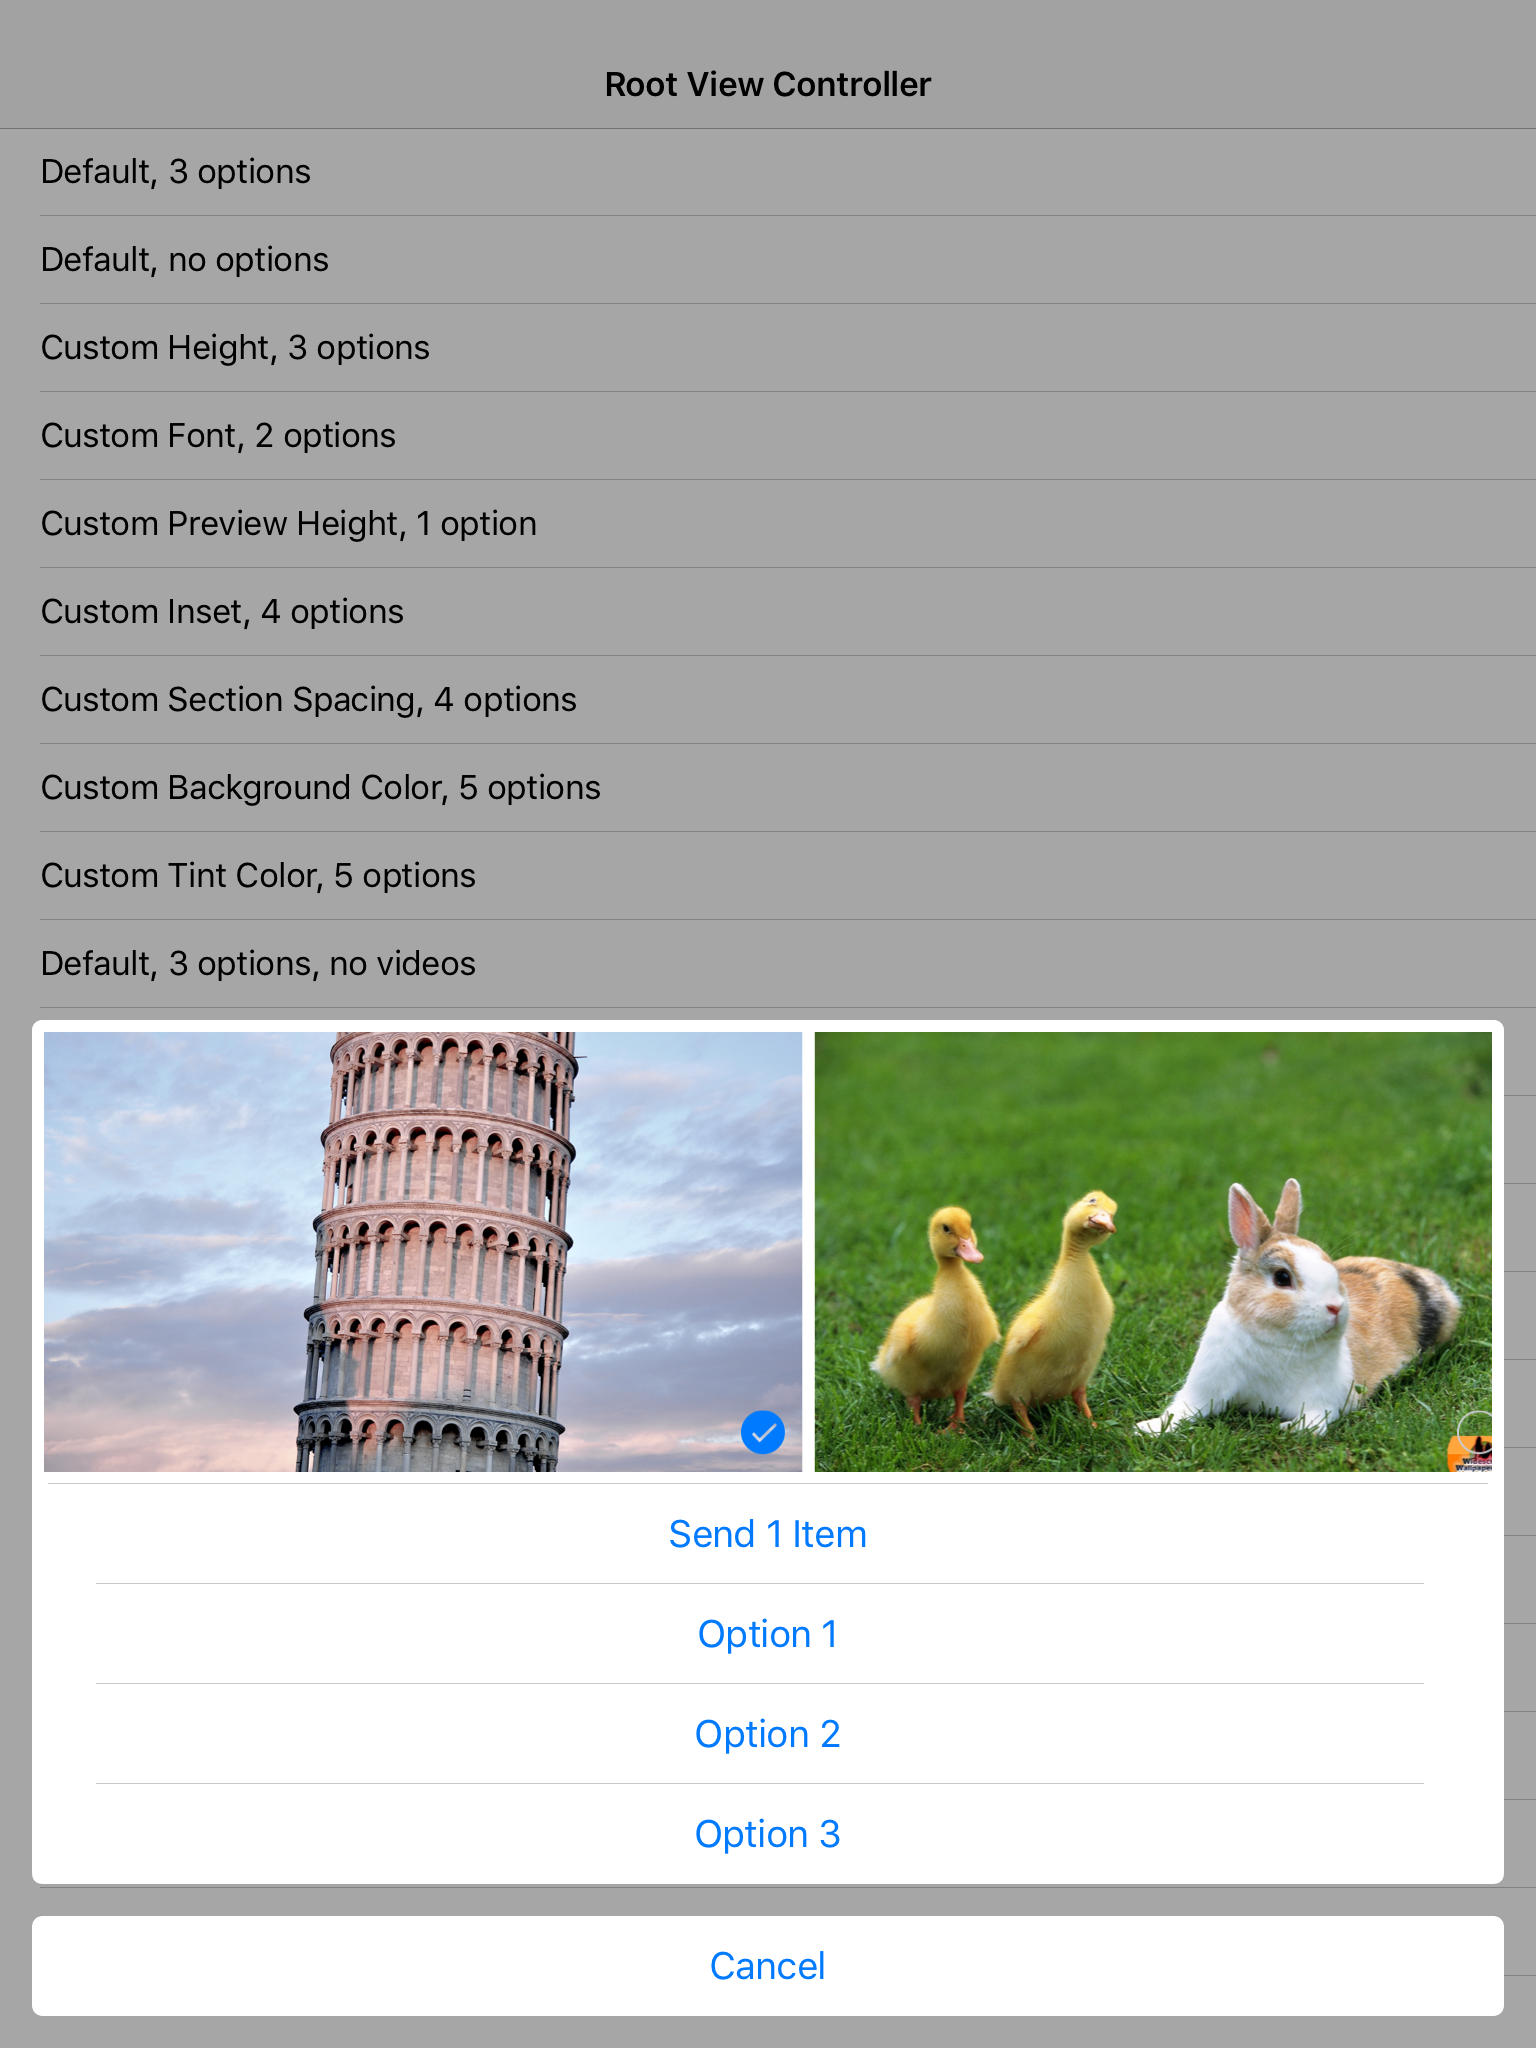 Root View Controller
Default, 3 options
Default, no options
Custom Height, 3 options
Custom Font, 2 options
Custom Preview Height, 1 option
Custom Inset, 4 options
Custom Section Spacing, 4 options
Custom Background Color, 5 options
Custom Tint Color, 5 options
Default, 3 options, no videos
Send 1 Item
Option 1
Option 2
Option 3
Cancel